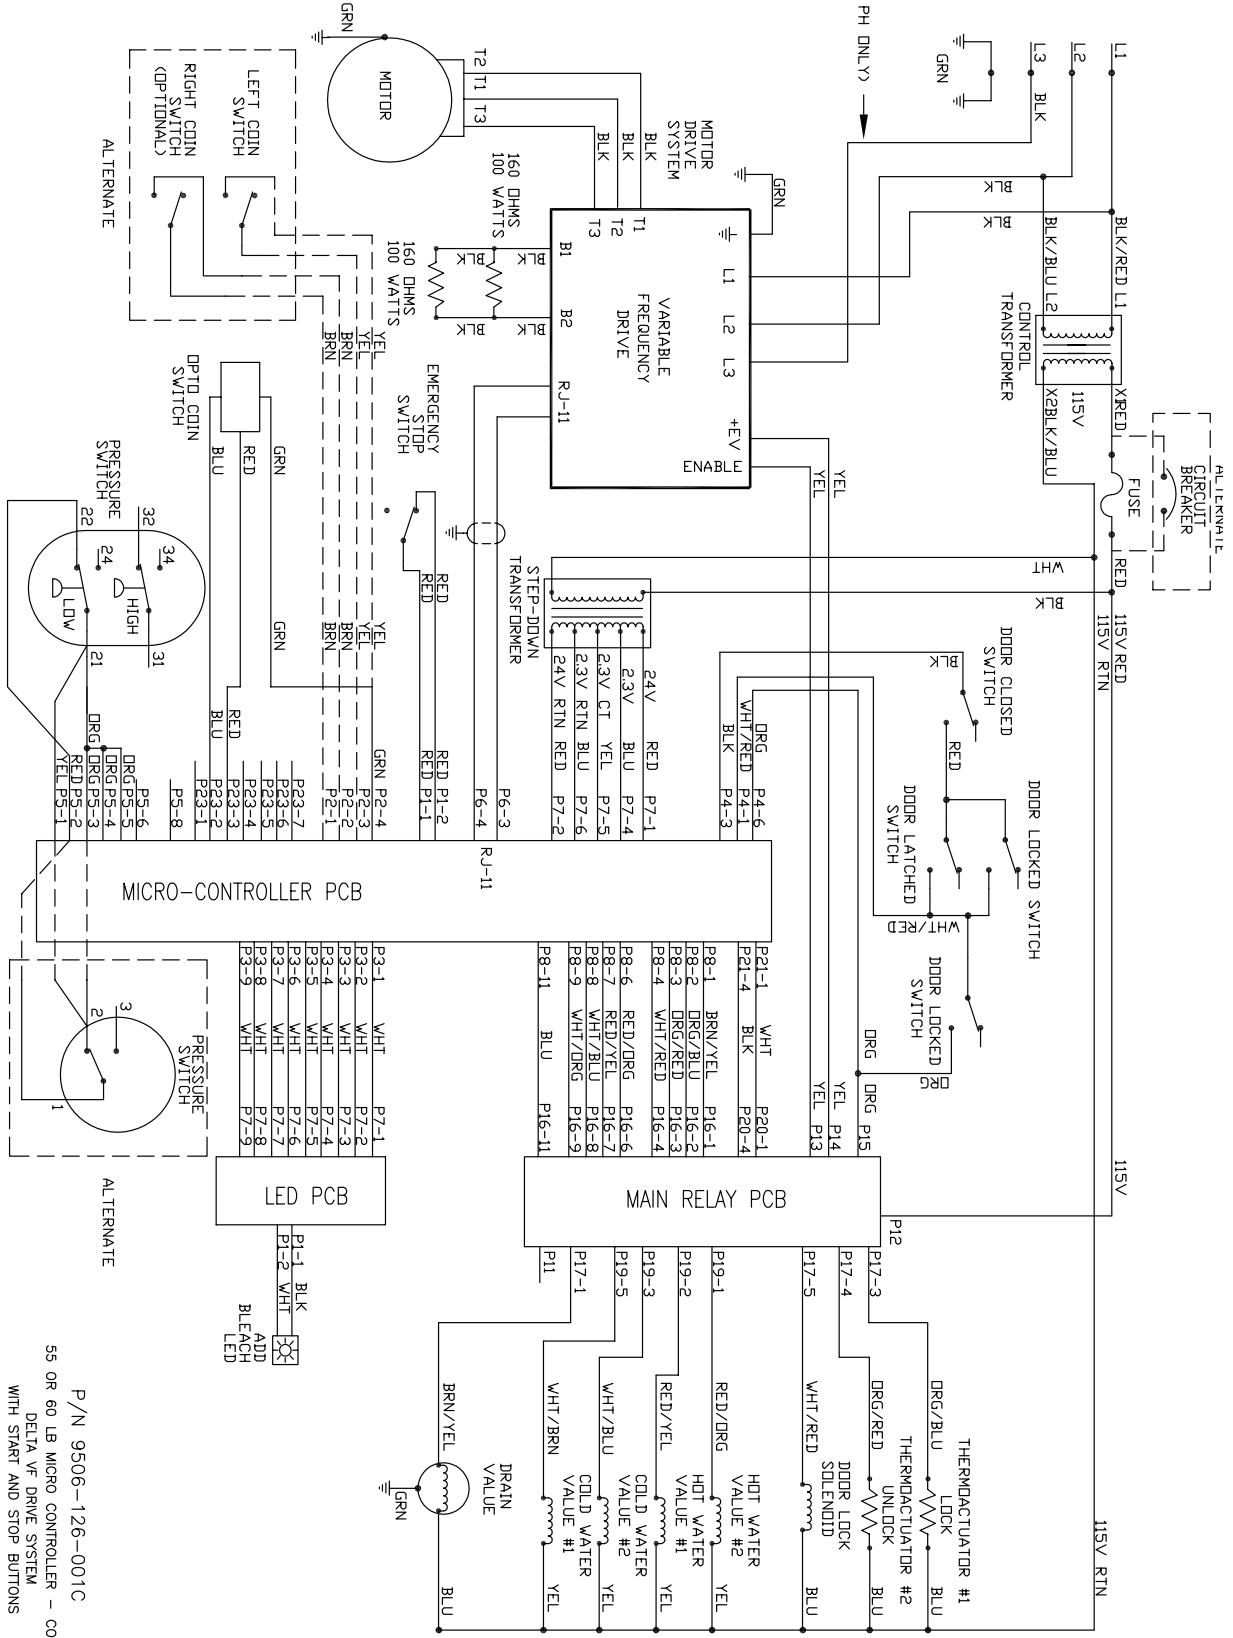 L1
L2
L3
BLK
GRN
PH ONLY)
BLK
BLK
BLK/RED L1
BLK/BLU L2
CONTROL
TRANSFORMER
X1
RED
X2
BLK/BLU
115V
CIRCUIT
BREAKER
FUSE
RED
WHT
BLK
115V RED
115V RTN
115V
115V RTN
GRN
MOTOR
T2
T1
T3
BLK
BLK
BLK
MOTOR
DRIVE
SYSTEM
GRN
T1
T2
T3
L1
L2
L3
VARIABLE
FREQUENCY
DRIVE
B1
B2
RJ-11
+EV
ENABLE
YEL
YEL
160 OHMS
100 WATTS
160 OHMS
100 WATTS
BLK
BLK
BLK
BLK
BLK
BLK
LEFT COIN
SWITCH
RIGHT COIN
SWITCH
(OPTIONAL)
ALTERNATE
YEL
YEL
BRN
BRN
OPTO COIN
SWITCH
GRN
RED
BLU
EMERGENCY
STOP
SWITCH
RED
RED
YEL
YEL
BRN
BRN
GRN
STEP-DOWN
TRANSFORMER
24V
2.3V
2.3V CT
2.3V RTN
24V RTN
RED
BLU
YEL
BLU
RED
P7-1
P7-4
P7-5
P7-6
P7-2
PRESSURE
SWITCH
22
32
24
34
LOW
HIGH
21
31
DOOR CLOSED
SWITCH
BLK
RED
DOOR LOCKED SWITCH
DOOR LATCHED
SWITCH
WHT/RED
DOOR LOCKED
SWITCH
ORG
ORG
WHT/RED
BLK
P4-6
P4-1
P4-3
P6-3
P6-4
RED P1-2
RED P1-1
GRN P2-4
P2-3
P2-2
P2-1
P23-7
P23-6
P23-5
P23-4
RED
P23-3
BLU
P23-2
P23-1
P5-8
P5-6
ORG P5-5
ORG P5-4
ORG
ORG P5-3
RED P5-2
YEL P5-1
RJ-11
MICRO-CONTROLLER PCB
P21-1 WHT P20-1
P21-4 BLK P20-4
P8-1 BRN/YEL P16-1
P8-2 ORG/BLU P16-2
P8-3 ORG/RED P16-3
P8-4 WHT/RED P16-4
P8-6 RED/ORG P16-6
P8-7 RED/YEL P16-7
P8-8 WHT/BLU P16-8
P8-9 WHT/ORG P16-9
P8-11 BLU P16-11
P3-1 WHT P7-1
P3-2 WHT P7-2
P3-3 WHT P7-3
P3-4 WHT P7-4
P3-5 WHT P7-5
P3-6 WHT P7-6
P3-7 WHT P7-7
P3-8 WHT P7-8
P3-9 WHT P7-9
ORG
ORG P15
YEL P14
YEL P13
MAIN RELAY PCB
P12
LED PCB
P1-1 BLK
P1-2 WHT
ADD
BLEACH
LED
PRESSURE
SWITCH
3
2
1
ALTERNATE
P17-3
P17-4
P17-5
P19-1
P19-2
P19-3
P19-5
P17-1
P11
ORG/BLU
THERMOACTUATOR #1
LOCK
BLU
ORG/RED
THERMOACTUATOR #2
UNLOCK
BLU
WHT/RED
DOOR LOCK
SOLENOID
BLU
RED/ORG
HOT WATER
VALUE #2
YEL
RED/YEL
HOT WATER
VALUE #1
YEL
WHT/BLU
COLD WATER
VALUE #2
YEL
WHT/BRN
COLD WATER
VALUE #1
YEL
BRN/YEL
DRAIN
VALUE
GRN
BLU
P/N 9506-126-001C
55 OR 60 LB MICRO CONTROLLER - CO
DELTA VF DRIVE SYSTEM
WITH START AND STOP BUTTONS